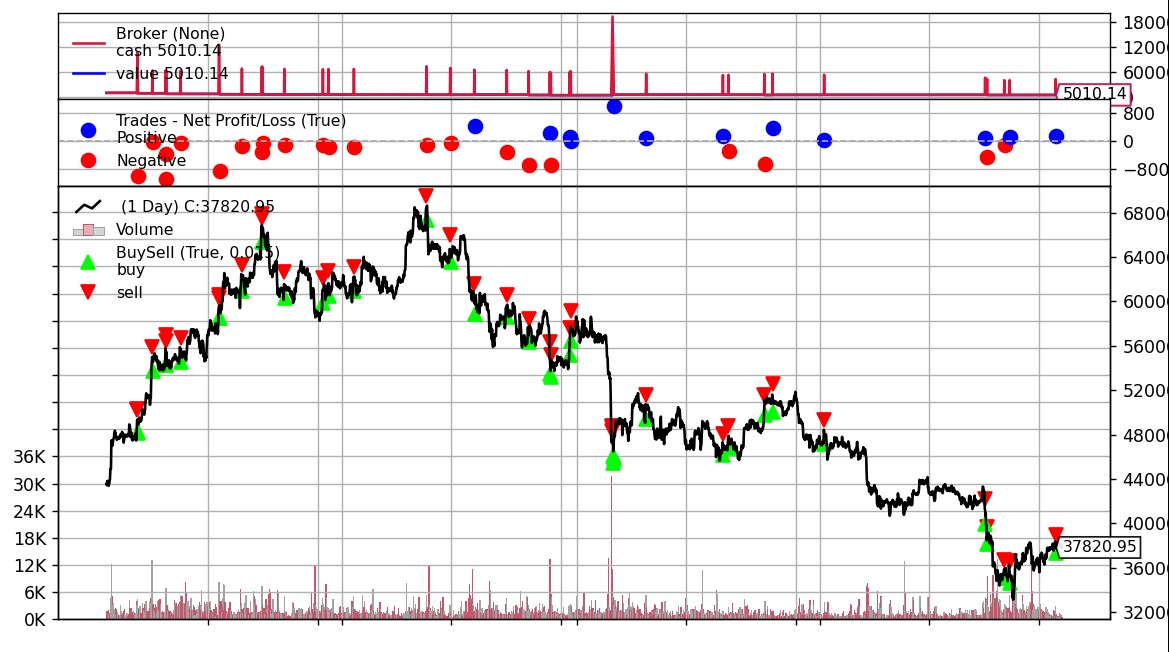 Broker (None)
cash 5010.14
value 5010.14
18000
12000
6000
5010.14
Trades - Net Profit/Loss (True)
Positive
Negative
800
0
−800
(1 Day) C:37820.95
Volume
BuySell (True, 0.015)
buy
sell
68000
64000
60000
56000
52000
48000
44000
40000
37820.95
36000
32000
36K
30K
24K
18K
12K
6K
0K